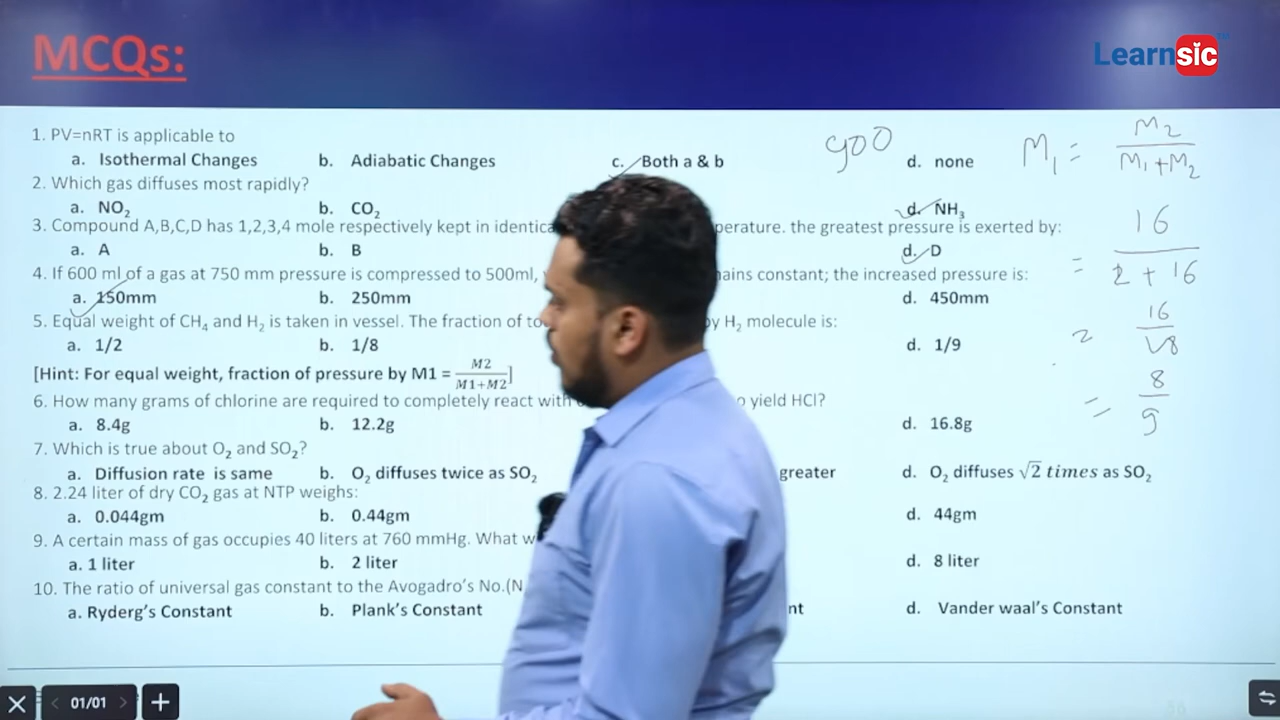 MCQs:
Learnsic
1. PV=nRT is applicable to
a. Isothermal Changes b. Adiabatic Changes c. Both a & b d. none
2. Which gas diffuses most rapidly?
a. NO₂ b. CO₂ d. NH₃
3. Compound A,B,C,D has 1,2,3,4 mole respectively kept in the greatest pressure is exerted by:
a. A b. B d. D
4. If 600 ml of a gas at 750 mm pressure is compressed to 500ml, constant; the increased pressure is:
a. 150mm b. 250mm d. 450mm
5. Equal weight of CH₄ and H₂ is taken in vessel. The fraction of H₂ molecule is:
a. 1/2 b. 1/8 d. 1/9
[Hint: For equal weight, fraction of pressure by M1 = M2/M1+M2]
6. How many grams of chlorine are required to completely react with yield HCl?
a. 8.4g b. 12.2g d. 16.8g
7. Which is true about O₂ and SO₂?
a. Diffusion rate is same b. O₂ diffuses twice as SO₂ greater d. O₂ diffuses √2 times as SO₂
8. 2.24 liter of dry CO₂ gas at NTP weighs:
a. 0.044gm b. 0.44gm d. 44gm
9. A certain mass of gas occupies 40 liters at 760 mmHg. What
a. 1 liter b. 2 liter d. 8 liter
10. The ratio of universal gas constant to the Avogadro's No.(N
a. Ryderg's Constant b. Plank's Constant d. Vander waal's Constant
900
M₁ = M₂/M₁+M₂
= 16/2 + 16
16/18
= 8/9
01/01